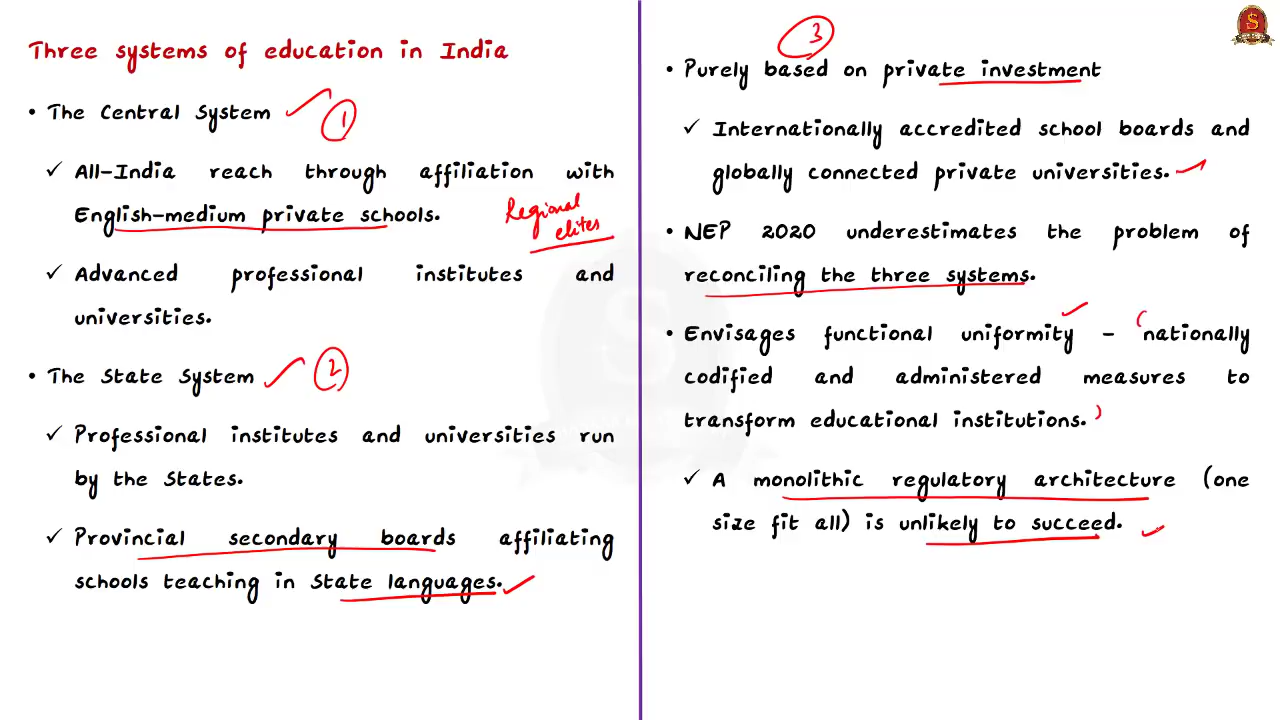 Three systems of education in India
• The Central System
1
✓ All-India reach through affiliation with
English-medium private schools.
Regional
elites
✓ Advanced professional institutes and
universities.
• The State System
2
✓ Professional institutes and universities run
by the States.
✓ Provincial secondary boards affiliating
schools teaching in State languages.
3
• Purely based on private investment
✓ Internationally accredited school boards and
globally connected private universities.
• NEP 2020 underestimates the problem of
reconciling the three systems.
• Envisages functional uniformity - (nationally
codified and administered measures to
transform educational institutions.)
✓ A monolithic regulatory architecture (one
size fit all) is unlikely to succeed.
S